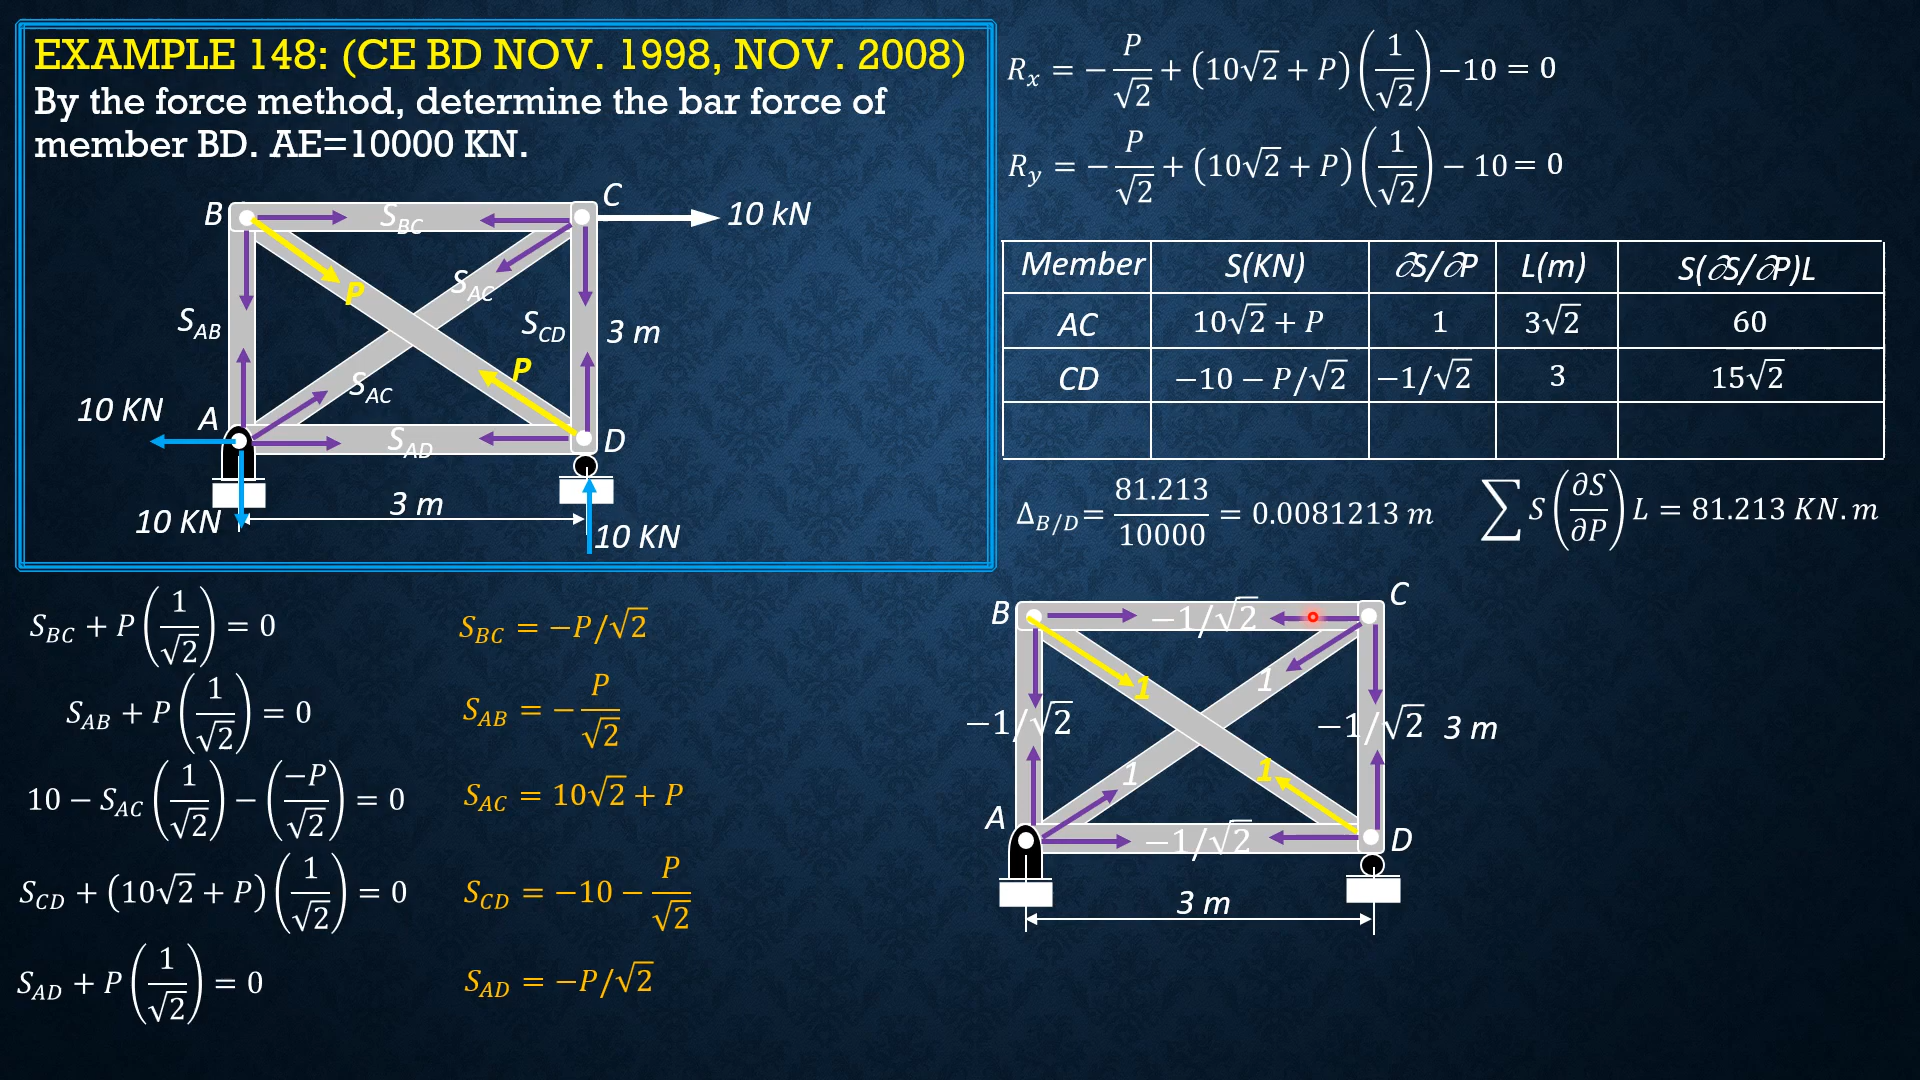 EXAMPLE 148: (CE BD NOV. 1998, NOV. 2008)
By the force method, determine the bar force of
member BD. AE=10000 KN.
B
C
10 kN
S_BC
S_AC
P
S_AB
S_CD
3 m
P
S_AC
10 KN
A
S_AD
D
3 m
10 KN
10 KN
R_x = −P/√2 + (10√2 + P)(1/√2) −10 = 0
R_y = −P/√2 + (10√2 + P)(1/√2) − 10 = 0
Member S(KN) ∂S/∂P L(m) S(∂S/∂P)L
AC 10√2 + P 1 3√2 60
CD −10 − P/√2 −1/√2 3 15√2
Δ_B/D = 81.213/10000 = 0.0081213 m
∑ S(∂S/∂P) L = 81.213 KN.m
S_BC + P(1/√2) = 0
S_BC = −P/√2
S_AB + P(1/√2) = 0
S_AB = −P/√2
10 − S_AC(1/√2) − (−P/√2) = 0
S_AC = 10√2 + P
S_CD + (10√2 + P)(1/√2) = 0
S_CD = −10 − P/√2
S_AD + P(1/√2) = 0
S_AD = −P/√2
B
C
−1/√2
1
1
−1/√2
−1/√2
3 m
1
1
A
−1/√2
D
3 m